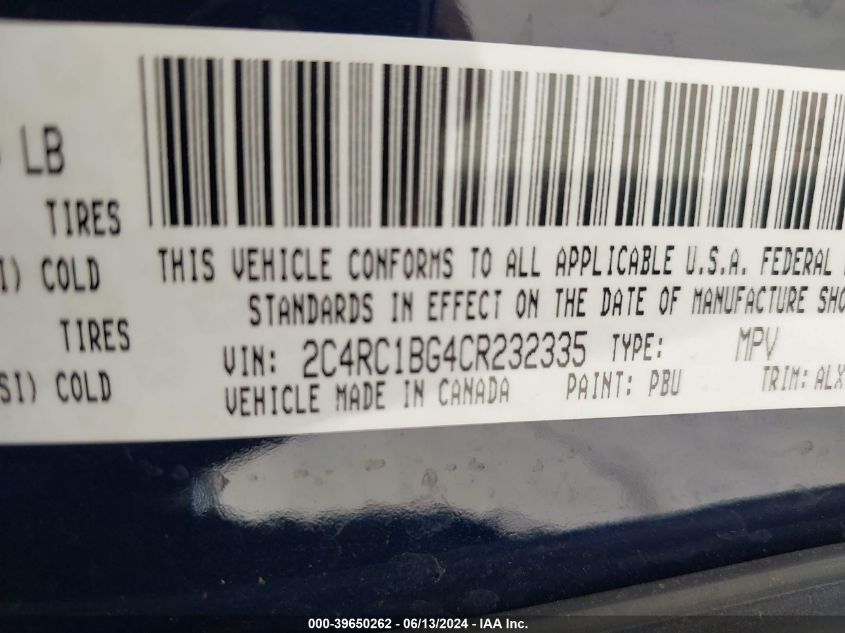 LB
TIRES
I) COLD
TIRES
SI) COLD
THIS VEHICLE CONFORMS TO ALL APPLICABLE U.S.A. FEDERAL
STANDARDS IN EFFECT ON THE DATE OF MANUFACTURE SHO
VIN: 2C4RC1BG4CR232335 TYPE: MPV
VEHICLE MADE IN CANADA PAINT: PBU TRIM: ALX
000-39650262 - 06/13/2024 - IAA Inc.